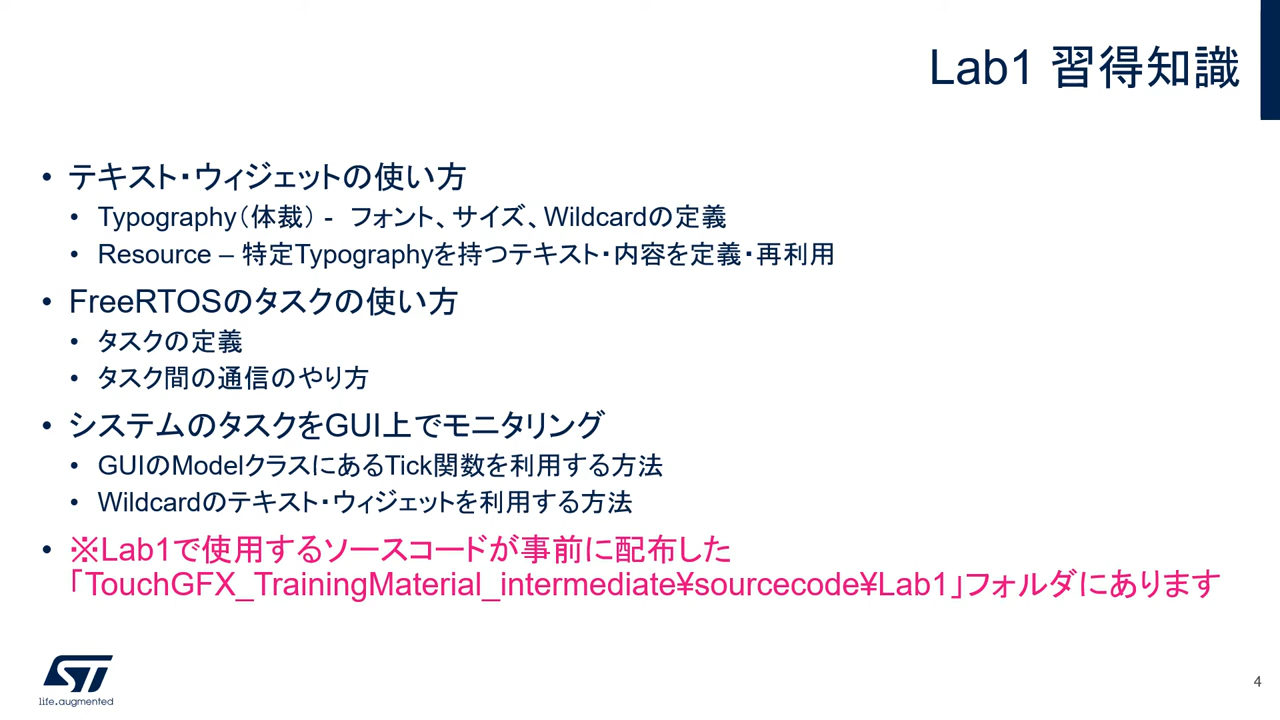 Lab1 習得知識
• テキスト・ウィジェットの使い方
• Typography（体裁） - フォント、サイズ、Wildcardの定義
• Resource – 特定Typographyを持つテキスト・内容を定義・再利用
• FreeRTOSのタスクの使い方
• タスクの定義
• タスク間の通信のやり方
• システムのタスクをGUI上でモニタリング
• GUIのModelクラスにあるTick関数を利用する方法
• Wildcardのテキスト・ウィジェットを利用する方法
• ※Lab1で使用するソースコードが事前に配布した
「TouchGFX_TrainingMaterial_intermediate¥sourcecode¥Lab1」フォルダにあります
ST
life.augmented
4